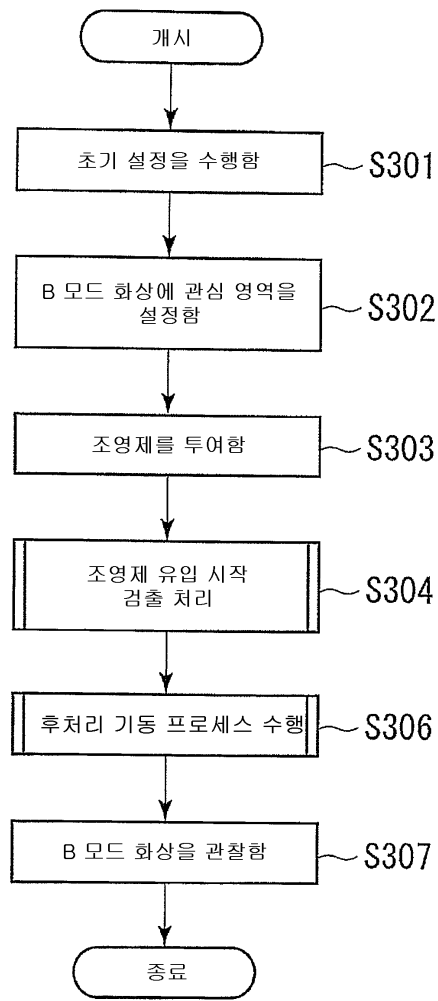 개시
초기 설정을 수행함
S301
B 모드 화상에 관심 영역을
설정함
S302
조영제를 투여함
S303
조영제 유입 시작
검출 처리
S304
후처리 기동 프로세스 수행
S306
B 모드 화상을 관찰함
S307
종료